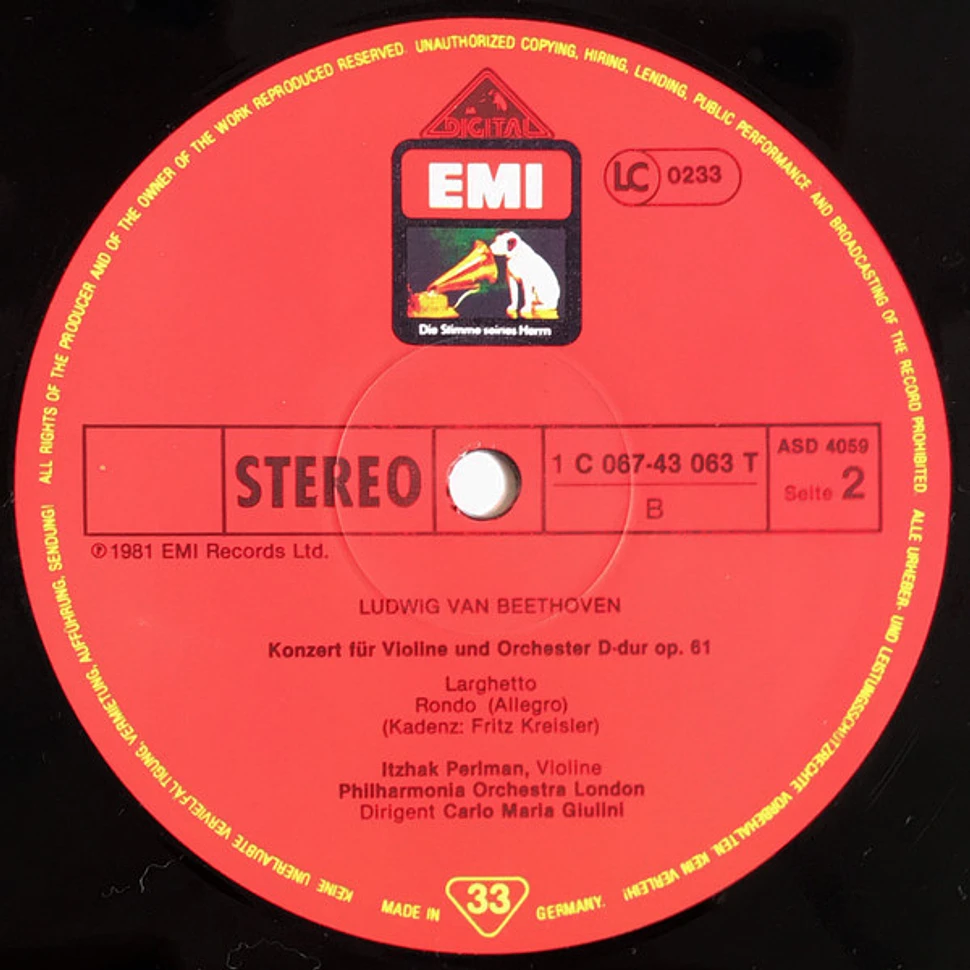 ALL RIGHTS OF THE PRODUCER AND OF THE OWNER OF THE WORK REPRODUCED RESERVED. UNAUTHORIZED COPYING, HIRING, LENDING, PUBLIC PERFORMANCE AND BROADCASTING OF THE RECORD PROHIBITED.
ALLE URHEBER- UND LEISTUNGSSCHUTZRECHTE VORBEHALTEN. KEIN VERLEIH!
KEINE UNERLAUBTE VERVIELFÄLTIGUNG, VERMIETUNG, AUFFÜHRUNG, SENDUNG!
DIGITAL
EMI
LC 0233
Die Stimme seines Herrn
STEREO
1 C 067-43 063 T
B
ASD 4059
Seite 2
℗ 1981 EMI Records Ltd.
LUDWIG VAN BEETHOVEN
Konzert für Violine und Orchester D-dur op. 61
Larghetto
Rondo (Allegro)
(Kadenz: Fritz Kreisler)
Itzhak Perlman, Violine
Philharmonia Orchestra London
Dirigent Carlo Maria Giulini
MADE IN 33 GERMANY.